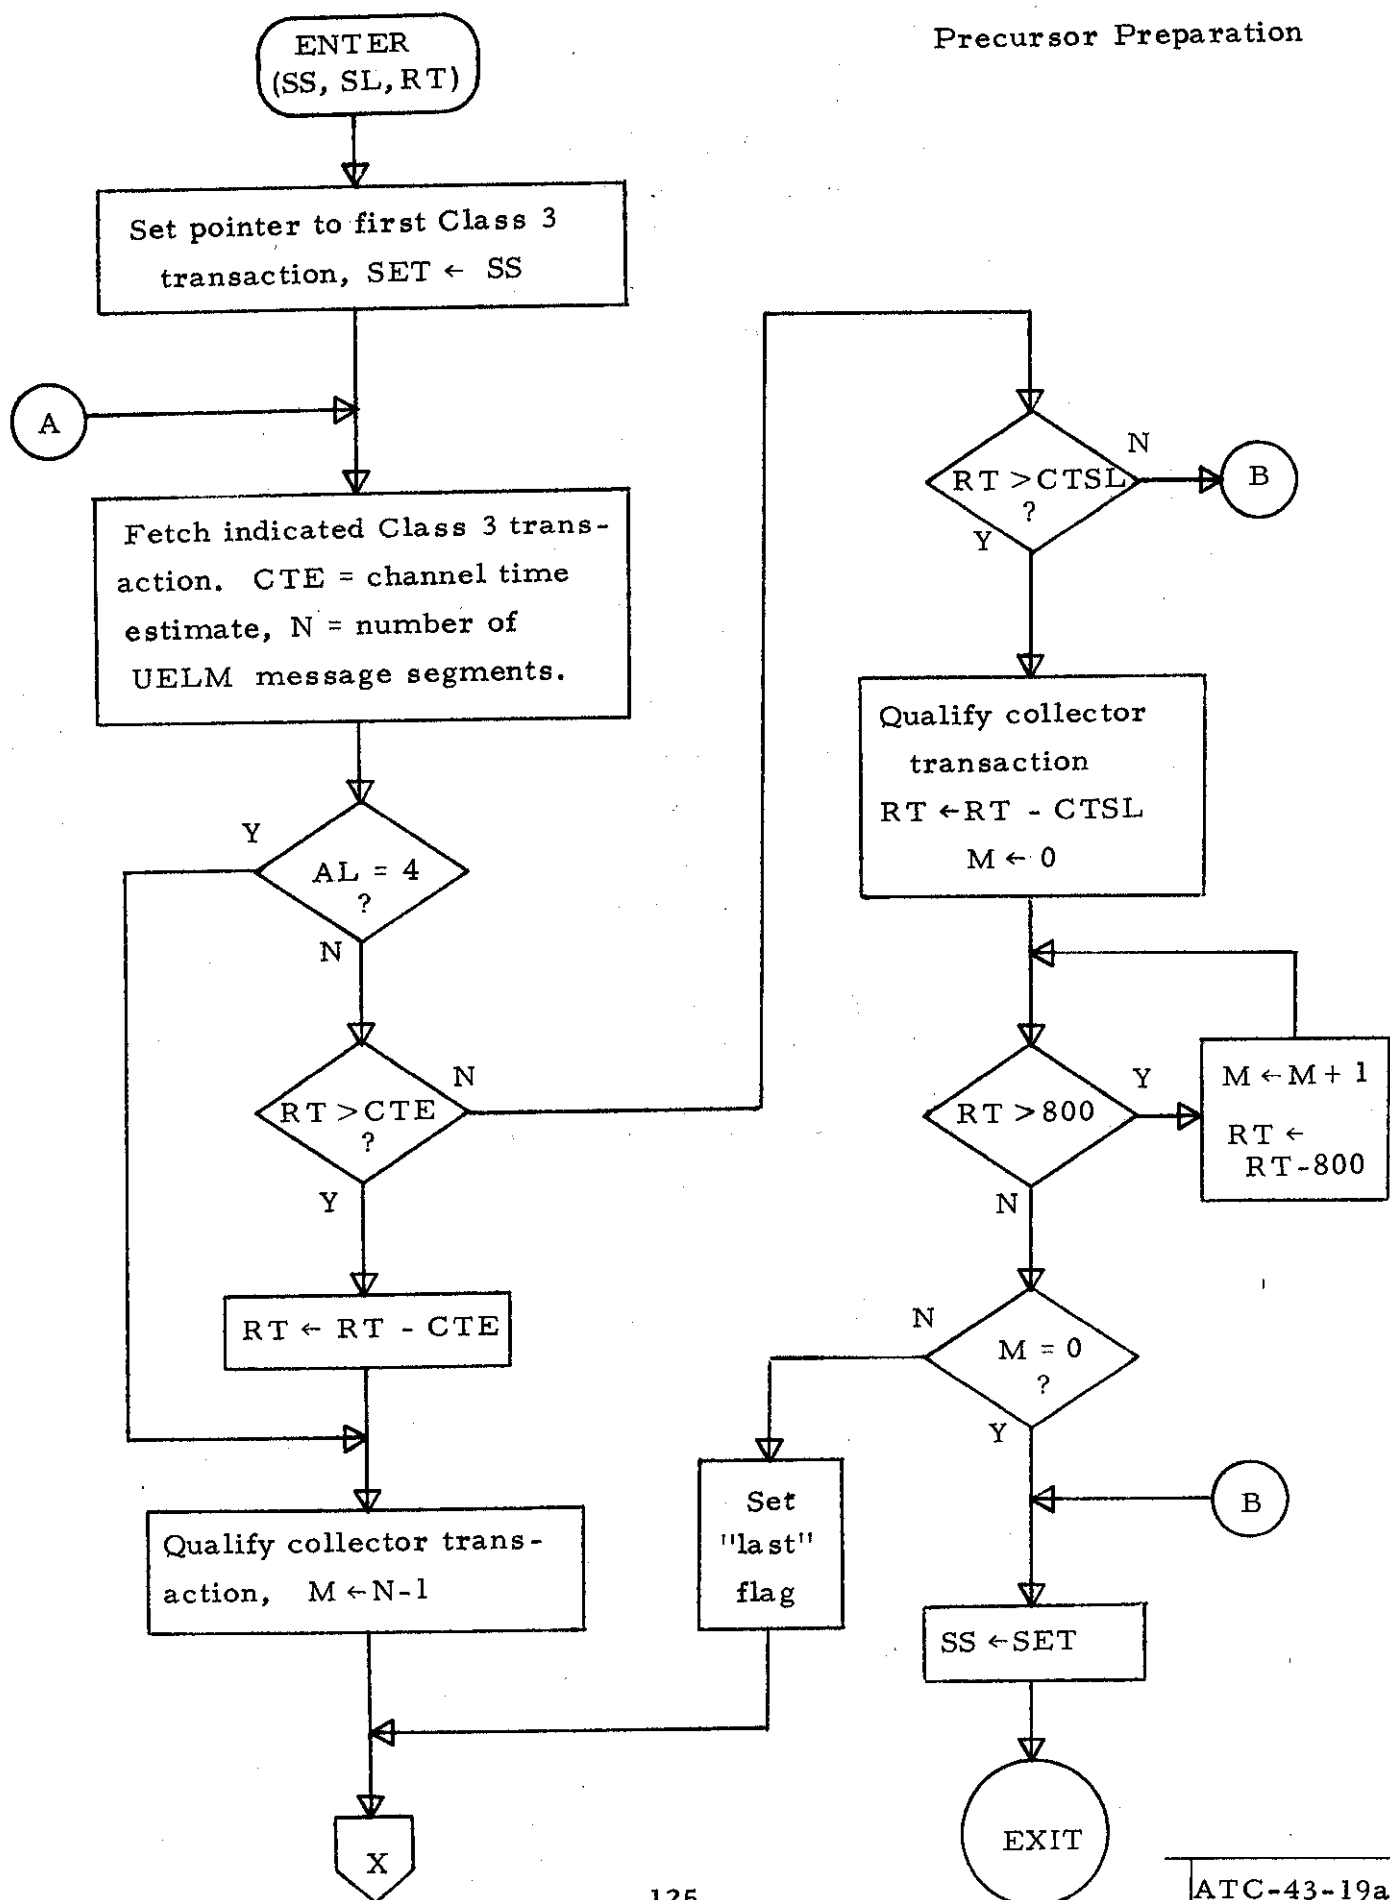 Precursor Preparation
ENTER
(SS, SL, RT)
Set pointer to first Class 3
transaction, SET ← SS
A
Fetch indicated Class 3 trans-
action. CTE = channel time
estimate, N = number of
UELM message segments.
Y
AL = 4
?
N
RT > CTE
?
N
Y
RT ← RT - CTE
Qualify collector trans-
action, M ← N-1
X
RT > CTSL
?
N
B
Y
Qualify collector
transaction
RT ← RT - CTSL
M ← 0
RT > 800
Y
M ← M + 1
RT ←
RT-800
N
M = 0
?
N
Set
"last"
flag
Y
B
SS ← SET
EXIT
125
ATC-43-19a